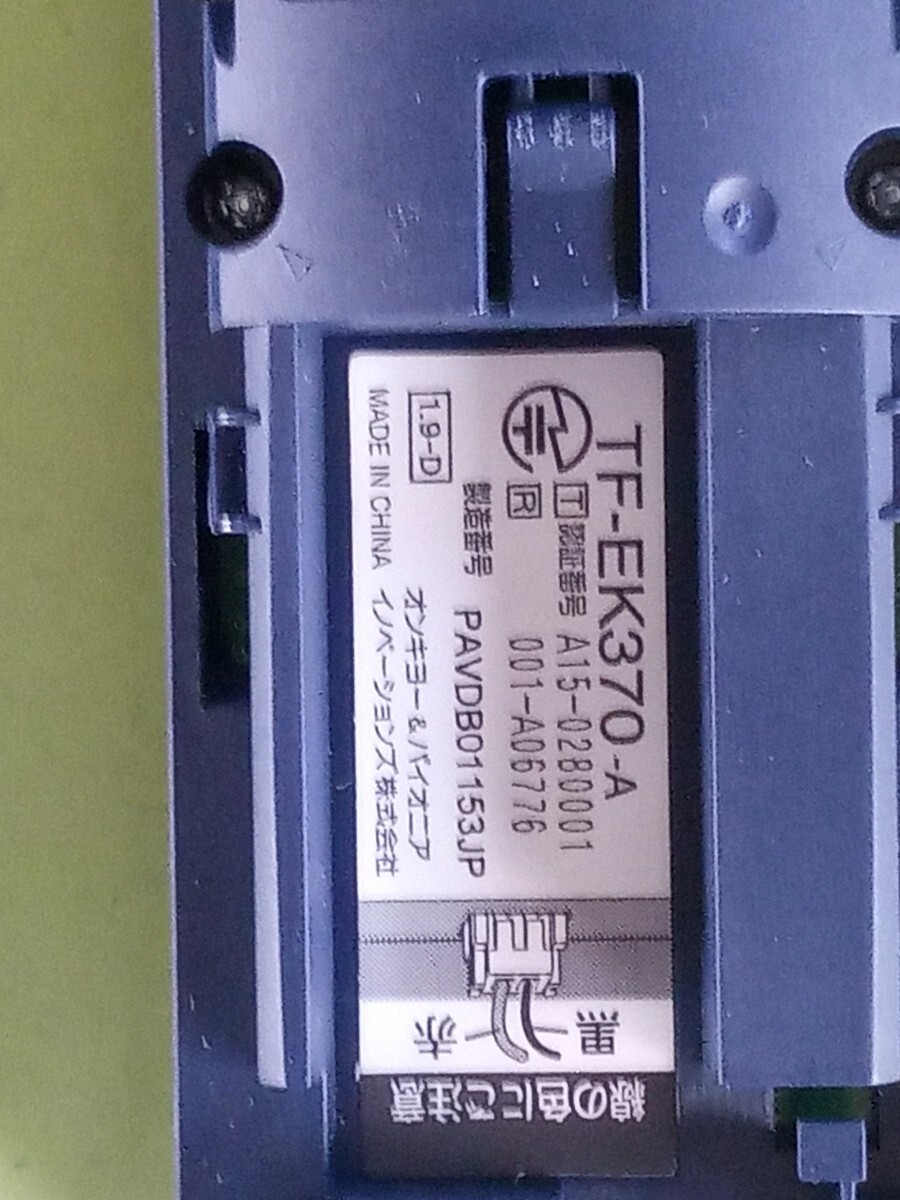 TF-EK370-A
T 認証番号 A15-0280001
R 001-A06776
製造番号 PAVDB01153JP
1.9-D
オンキヨー&パイオニア
MADE IN CHINA イノベーションズ株式会社
黒
赤
線の色にご注意